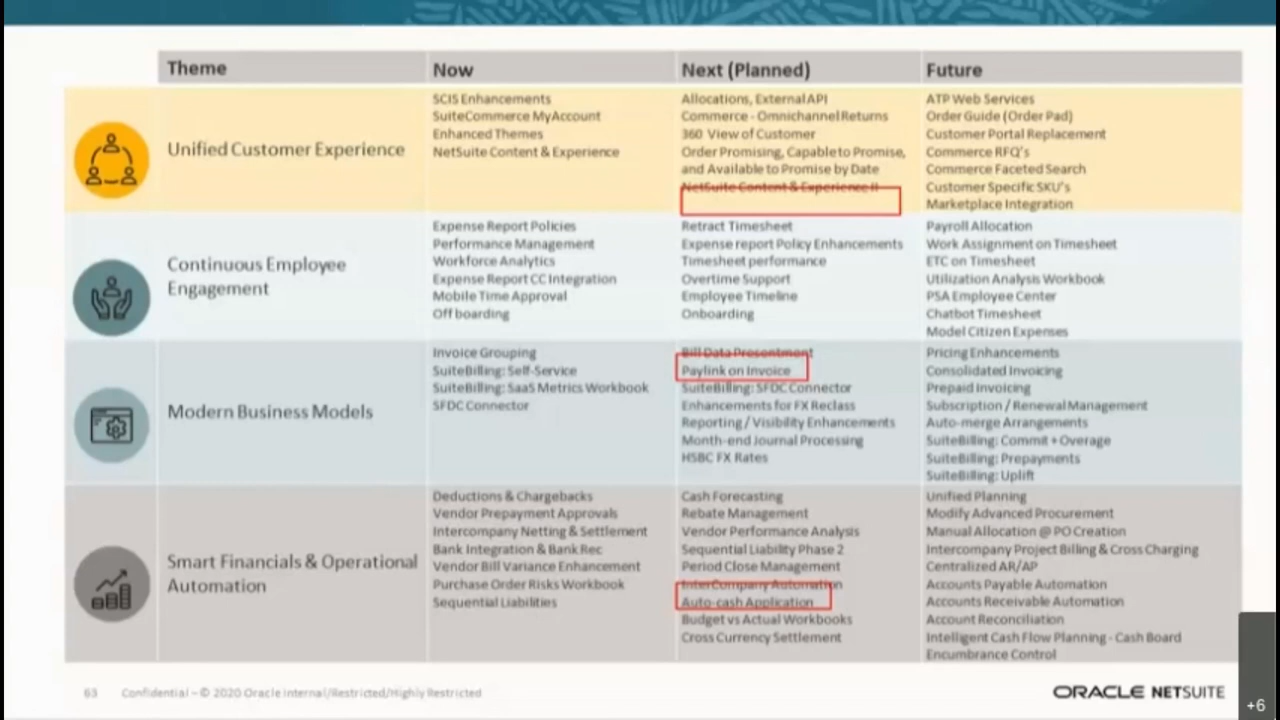 Theme Now Next (Planned) Future
Unified Customer Experience
SCIS Enhancements
SuiteCommerce MyAccount
Enhanced Themes
NetSuite Content & Experience
Allocations, External API
Commerce - Omnichannel Returns
360 View of Customer
Order Promising, Capable to Promise,
and Available to Promise by Date
NetSuite Content & Experience II
ATP Web Services
Order Guide (Order Pad)
Customer Portal Replacement
Commerce RFQ's
Commerce Faceted Search
Customer Specific SKU's
Marketplace Integration
Continuous Employee
Engagement
Expense Report Policies
Performance Management
Workforce Analytics
Expense Report CC Integration
Mobile Time Approval
Off boarding
Retract Timesheet
Expense report Policy Enhancements
Timesheet performance
Overtime Support
Employee Timeline
Onboarding
Payroll Allocation
Work Assignment on Timesheet
ETC on Timesheet
Utilization Analysis Workbook
PSA Employee Center
Chatbot Timesheet
Model Citizen Expenses
Modern Business Models
Invoice Grouping
SuiteBilling: Self-Service
SuiteBilling: SaaS Metrics Workbook
SFDC Connector
Bill Data Presentment
Paylink on Invoice
SuiteBilling: SFDC Connector
Enhancements for FX Reclass
Reporting / Visibility Enhancements
Month-end Journal Processing
HSBC FX Rates
Pricing Enhancements
Consolidated Invoicing
Prepaid Invoicing
Subscription / Renewal Management
Auto-merge Arrangements
SuiteBilling: Commit + Overage
SuiteBilling: Prepayments
SuiteBilling: Uplift
Smart Financials & Operational
Automation
Deductions & Chargebacks
Vendor Prepayment Approvals
Intercompany Netting & Settlement
Bank Integration & Bank Rec
Vendor Bill Variance Enhancement
Purchase Order Risks Workbook
Sequential Liabilities
Cash Forecasting
Rebate Management
Vendor Performance Analysis
Sequential Liability Phase 2
Period Close Management
InterCompany Automation
Auto-cash Application
Budget vs Actual Workbooks
Cross Currency Settlement
Unified Planning
Modify Advanced Procurement
Manual Allocation @ PO Creation
Intercompany Project Billing & Cross Charging
Centralized AR/AP
Accounts Payable Automation
Accounts Receivable Automation
Account Reconciliation
Intelligent Cash Flow Planning - Cash Board
Encumbrance Control
63 Confidential – © 2020 Oracle Internal/Restricted/Highly Restricted
ORACLE NETSUITE
+6